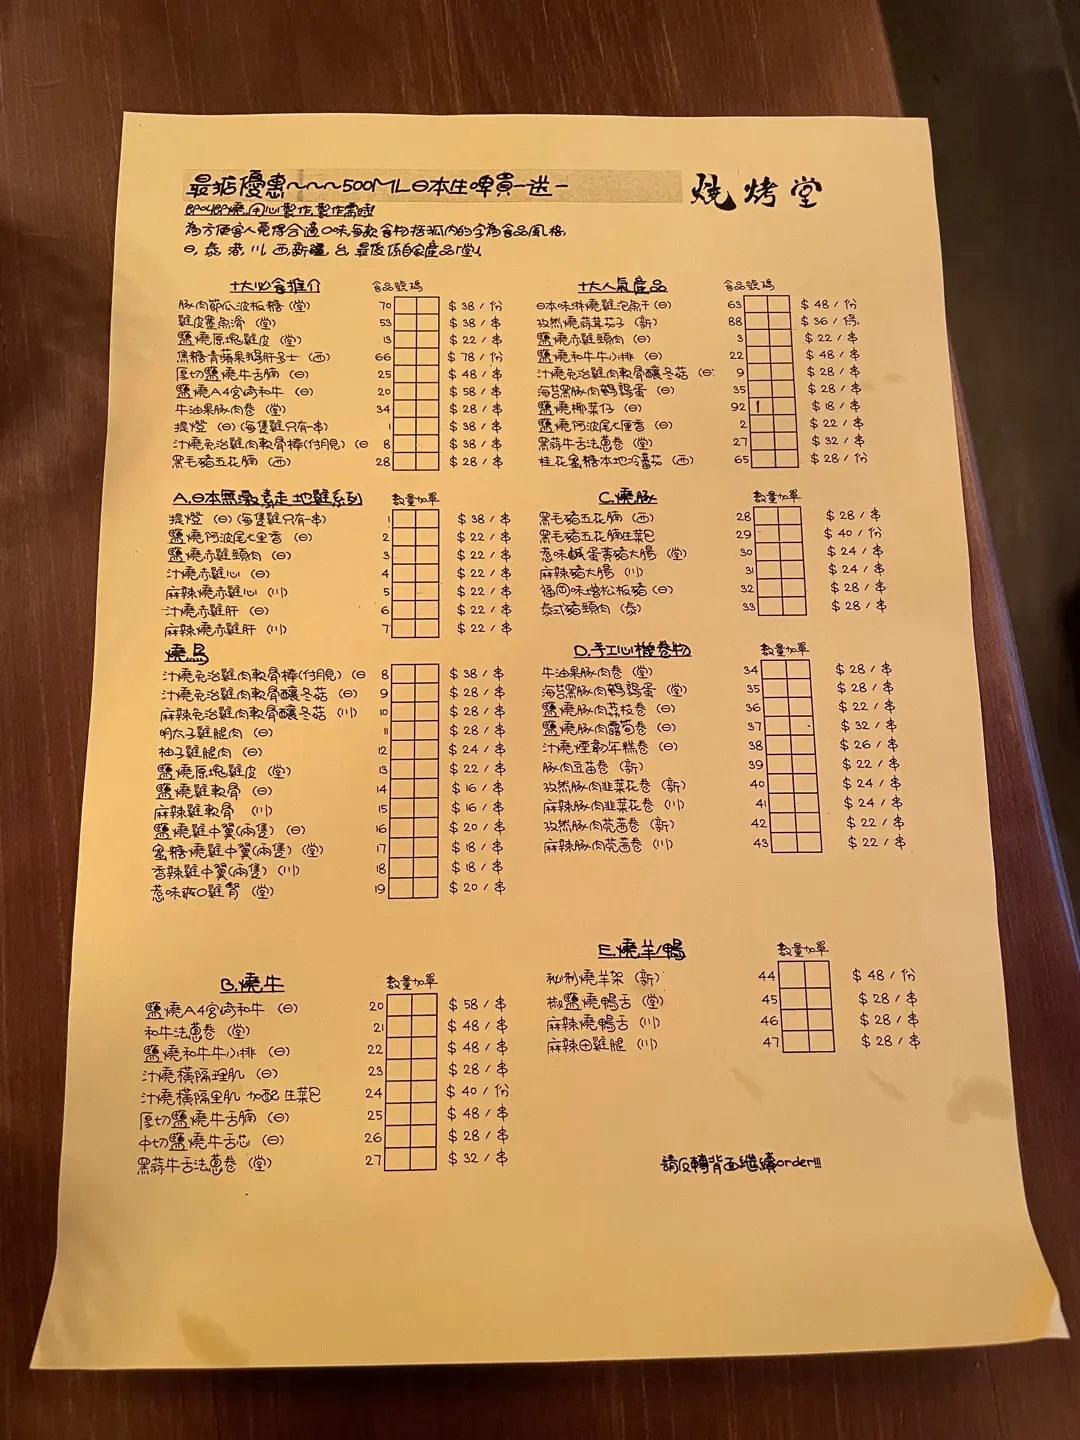 最抵優惠~~~500ML日本生啤買一送一
燒烤堂
即叫即燒,用心製作,製作需時!
為方便客人覓得合適口味,每款食物括弧內的字為食品風格,
日, 泰, 港, 川, 西, 新疆, 台, 最後係自家產品「堂」!
十大必食推介 食品號碼
豚肉節瓜波板糖 (堂) 70 $ 38 / 份
雞皮墨魚滑 (堂) 53 $ 38 / 串
鹽燒原塊雞皮 (堂) 13 $ 22 / 串
焦糖青蘋果鵝肝多士 (西) 66 $ 78 / 份
厚切鹽燒牛舌腩 (日) 25 $ 48 / 串
鹽燒A4宮崎和牛 (日) 20 $ 58 / 串
牛油果豚肉卷 (堂) 34 $ 28 / 串
提燈 (日) (每隻雞只有一串) 1 $ 38 / 串
汁燒免治雞肉軟骨棒(付月見) (日 8 $ 38 / 串
黑毛豬五花腩 (西) 28 $ 28 / 串
十大人氣產品 食品號碼
日本味淋燒雞泡魚干 (日) 63 $ 48 / 份
孜然燒蒜茸茄子 (新) 88 $ 36 / 份
鹽燒赤雞頸肉 (日) 3 $ 22 / 串
鹽燒和牛牛小排 (日) 22 $ 48 / 串
汁燒免治雞肉軟骨釀冬菇 (日) 9 $ 28 / 串
海苔黑豚肉鵪鶉蛋 (日) 35 $ 28 / 串
鹽燒椰菜仔 (日) 92 $ 18 / 串
鹽燒阿波尾七里香 (日) 2 $ 22 / 串
黑蒜牛舌法蔥卷 (堂) 27 $ 32 / 串
桂花蜜糖本地冷番茄 (西) 65 $ 28 / 份
A.日本無激素走地雞系列 數量加單
提燈 (日) (每隻雞只有一串) 1 $ 38 / 串
鹽燒阿波尾七里香 (日) 2 $ 22 / 串
鹽燒赤雞頸肉 (日) 3 $ 22 / 串
汁燒赤雞心 (日) 4 $ 22 / 串
麻辣燒赤雞心 (川) 5 $ 22 / 串
汁燒赤雞肝 (日) 6 $ 22 / 串
麻辣燒赤雞肝 (川) 7 $ 22 / 串
燒鳥
汁燒免治雞肉軟骨棒(付月見) (日 8 $ 38 / 串
汁燒免治雞肉軟骨釀冬菇 (日) 9 $ 28 / 串
麻辣免治雞肉軟骨釀冬菇 (川) 10 $ 28 / 串
明太子雞腿肉 (日) 11 $ 28 / 串
柚子雞腿肉 (日) 12 $ 24 / 串
鹽燒原塊雞皮 (堂) 13 $ 22 / 串
鹽燒雞軟骨 (日) 14 $ 16 / 串
麻辣雞軟骨 (川) 15 $ 16 / 串
鹽燒雞中翼(兩隻) (日) 16 $ 20 / 串
蜜糖燒雞中翼(兩隻) (堂) 17 $ 18 / 串
香辣雞中翼(兩隻) (川) 18 $ 18 / 串
惹味爽口雞腎 (堂) 19 $ 20 / 串
B.燒牛 數量加單
鹽燒A4宮崎和牛 (日) 20 $ 58 / 串
和牛法蔥卷 (堂) 21 $ 48 / 串
鹽燒和牛牛小排 (日) 22 $ 48 / 串
汁燒橫隔理肌 (日) 23 $ 28 / 串
汁燒橫隔里肌 加配 生菜包 24 $ 40 / 份
厚切鹽燒牛舌腩 (日) 25 $ 48 / 串
中切鹽燒牛舌芯 (日) 26 $ 28 / 串
黑蒜牛舌法蔥卷 (堂) 27 $ 32 / 串
C.燒豚 數量加單
黑毛豬五花腩 (西) 28 $ 28 / 串
黑毛豬五花腩生菜包 29 $ 40 / 份
惹味鹹蛋黃豬大腸 (堂) 30 $ 24 / 串
麻辣豬大腸 (川) 31 $ 24 / 串
福岡味增松板豬 (日) 32 $ 28 / 串
泰式豬頸肉 (泰) 33 $ 28 / 串
D.手工心機卷物 數量加單
牛油果豚肉卷 (堂) 34 $ 28 / 串
海苔黑豚肉鵪鶉蛋 (堂) 35 $ 28 / 串
鹽燒豚肉荔枝卷 (日) 36 $ 22 / 串
鹽燒豚肉露荀卷 (日) 37 $ 32 / 串
汁燒煙韌年糕卷 (日) 38 $ 26 / 串
豚肉豆苗卷 (新) 39 $ 22 / 串
孜然豚肉韭菜花卷 (新) 40 $ 24 / 串
麻辣豚肉韭菜花卷 (川) 41 $ 24 / 串
孜然豚肉芫茜卷 (新) 42 $ 22 / 串
麻辣豚肉芫茜卷 (川) 43 $ 22 / 串
E.燒羊/鴨 數量加單
秘制燒羊架 (新) 44 $ 48 / 份
椒鹽燒鴨舌 (堂) 45 $ 28 / 串
麻辣燒鴨舌 (川) 46 $ 28 / 串
麻辣田雞腿 (川) 47 $ 28 / 串
請反轉背面繼續order!!!